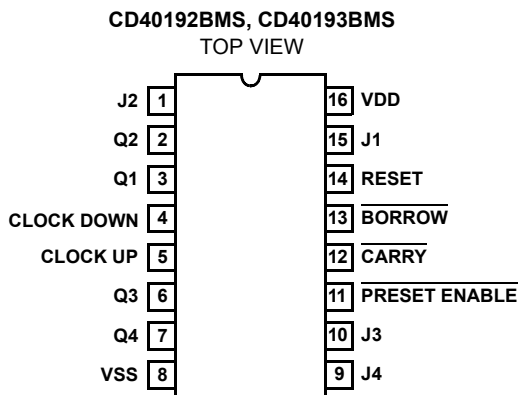 CD40192BMS, CD40193BMS
TOP VIEW
J2 1 16 VDD
Q2 2 15 J1
Q1 3 14 RESET
CLOCK DOWN 4 13 BORROW
CLOCK UP 5 12 CARRY
Q3 6 11 PRESET ENABLE
Q4 7 10 J3
VSS 8 9 J4